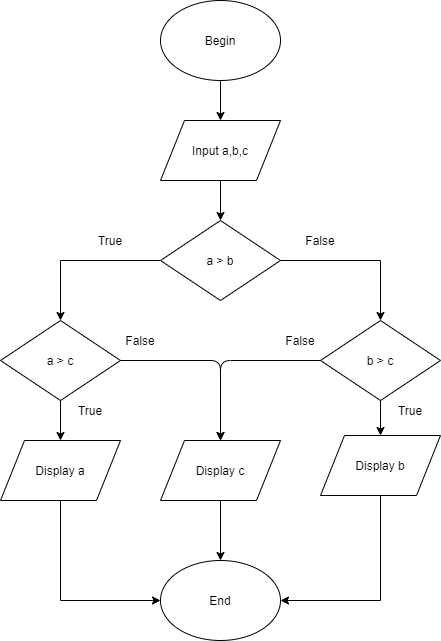 Begin
Input a,b,c
True
False
a > b
False
False
a > c
b > c
True
True
Display a
Display c
Display b
End